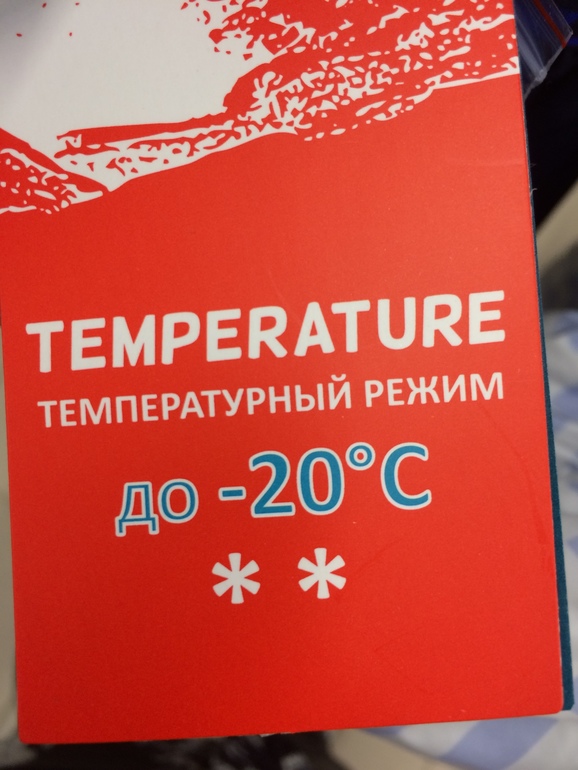 TEMPERATURE
ТЕМПЕРАТУРНЫЙ РЕЖИМ
до -20°C
* *